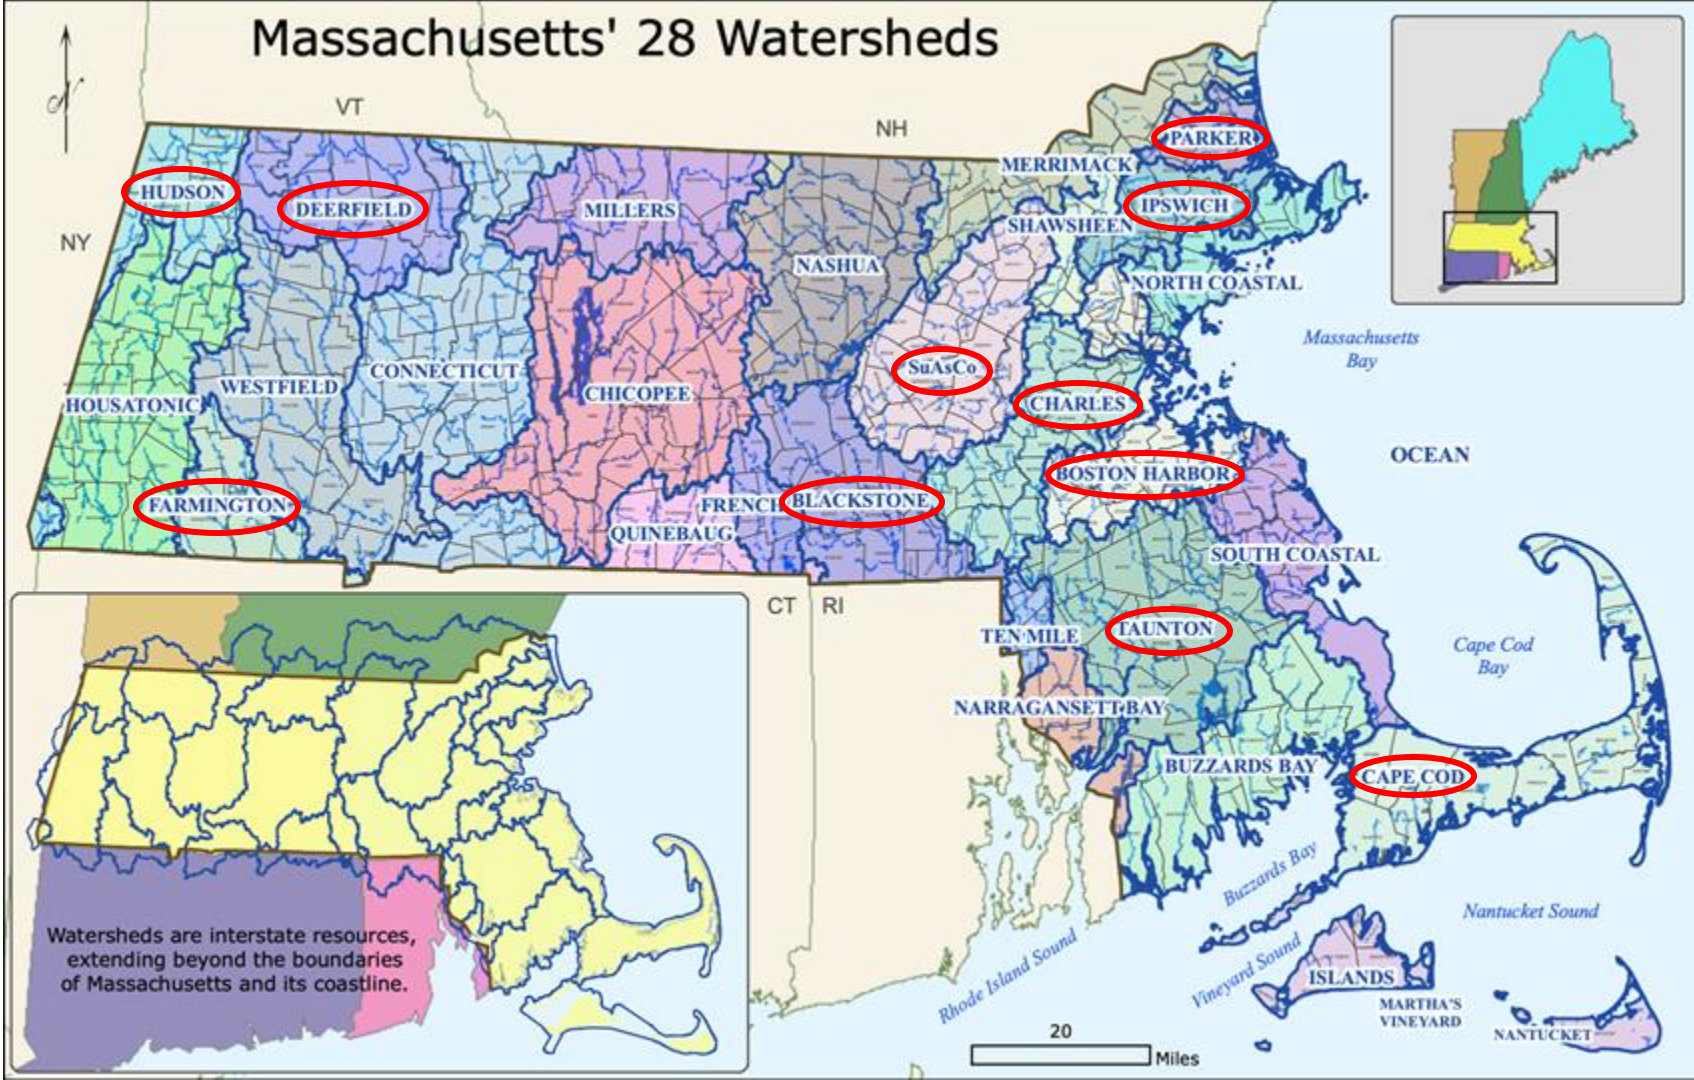 Massachusetts' 28 Watersheds
VT
NH
NY
PARKER
MERRIMACK
HUDSON
DEERFIELD
MILLERS
IPSWICH
SHAWSHEEN
NASHUA
NORTH COASTAL
Massachusetts
Bay
SuAsCo
CONNECTICUT
WESTFIELD
CHICOPEE
HOUSATONIC
CHARLES
OCEAN
BOSTON HARBOR
FARMINGTON
FRENCH
BLACKSTONE
QUINEBAUG
SOUTH COASTAL
CT
RI
TEN MILE
TAUNTON
Cape Cod
Bay
NARRAGANSETT BAY
BUZZARDS BAY
CAPE COD
Buzzards Bay
Nantucket Sound
Vineyard Sound
Rhode Island Sound
ISLANDS
MARTHA'S
VINEYARD
NANTUCKET
20
Miles
Watersheds are interstate resources,
extending beyond the boundaries
of Massachusetts and its coastline.